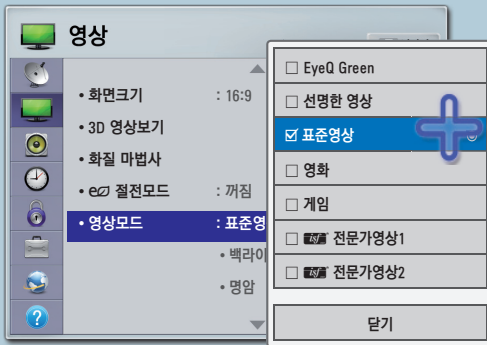 영상
• 화면크기 : 16:9
• 3D 영상보기
• 화질 마법사
• e 절전모드 : 꺼짐
• 영상모드 : 표준영
• 백라이
• 명암
?
EyeQ Green
선명한 영상
표준영상
영화
게임
isf 전문가영상1
isf 전문가영상2
닫기